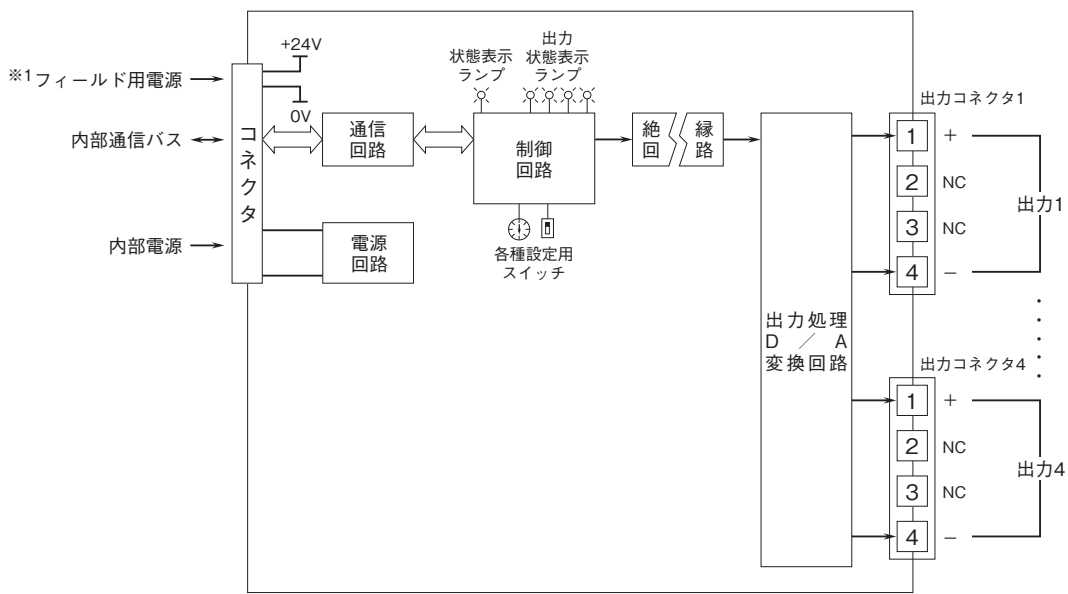 ※1フィールド用電源
内部通信バス
内部電源
コネクタ
+24V
0V
通信
回路
電源
回路
状態表示
ランプ
出力
状態表示
ランプ
制御
回路
各種設定用
スイッチ
絶 縁
回 路
出力処理
D ／ A
変換回路
出力コネクタ1
1 +
2 NC
3 NC
4 −
出力1
出力コネクタ4
1 +
2 NC
3 NC
4 −
出力4